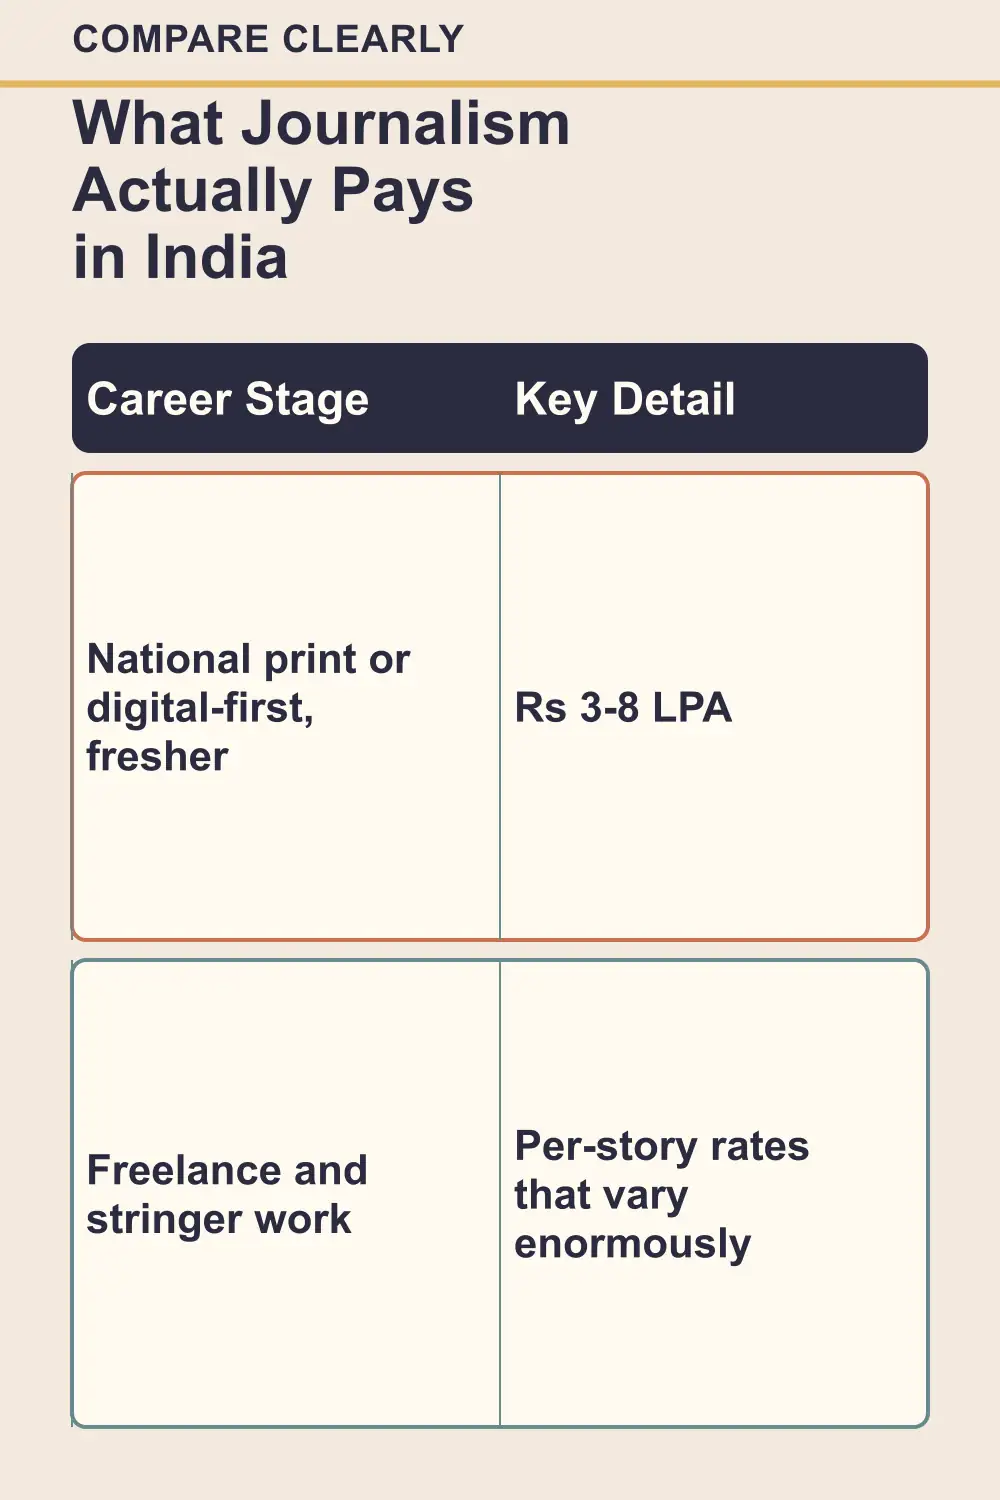 COMPARE CLEARLY
What Journalism
Actually Pays
in India
Career Stage
Key Detail
National print or
digital-first,
fresher
Rs 3-8 LPA
Freelance and
stringer work
Per-story rates
that vary
enormously